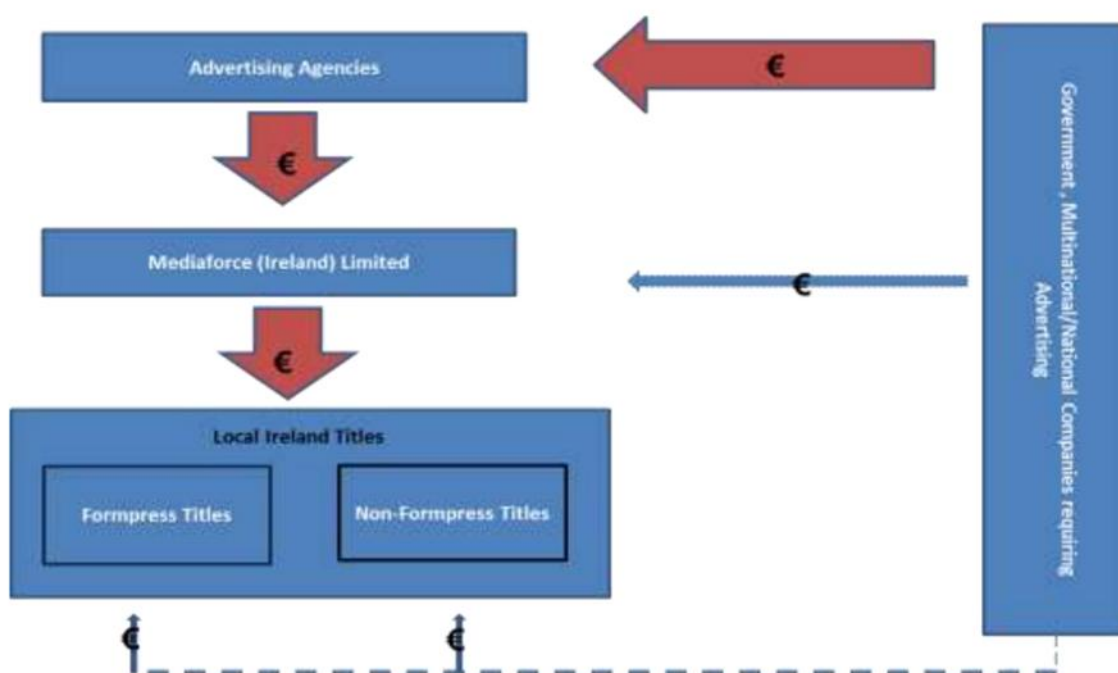 Advertising Agencies
€
€
Mediaforce (Ireland) Limited
€
€
Local Ireland Titles
Formpress Titles
Non-Formpress Titles
€
€
Government , Multinational/National Companies requiring
Advertising